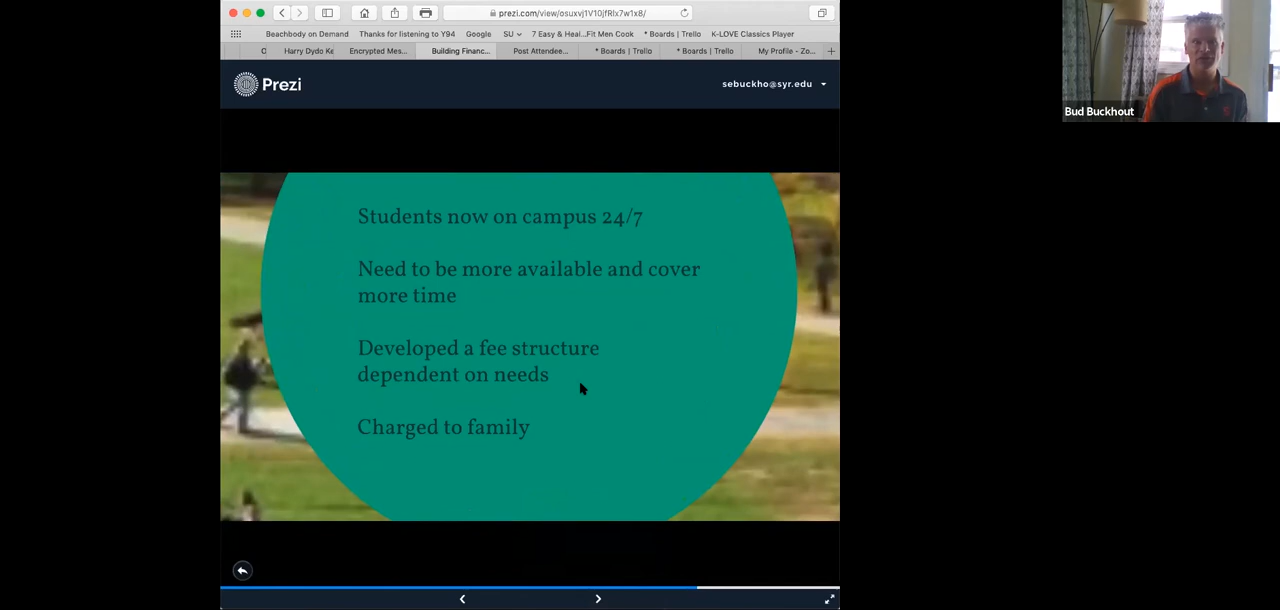 prezi.com/view/osuxvj1V10jfRlx7w1x8/
Beachbody on Demand Thanks for listening to Y94 Google SU 7 Easy & Heal...Fit Men Cook * Boards | Trello K-LOVE Classics Player
Harry Dydo Ke Encrypted Mes... Building Financ... Post Attendee... * Boards | Trello * Boards | Trello My Profile - Zo...
Prezi
sebuckho@syr.edu
Bud Buckhout
Students now on campus 24/7
Need to be more available and cover
more time
Developed a fee structure
dependent on needs
Charged to family